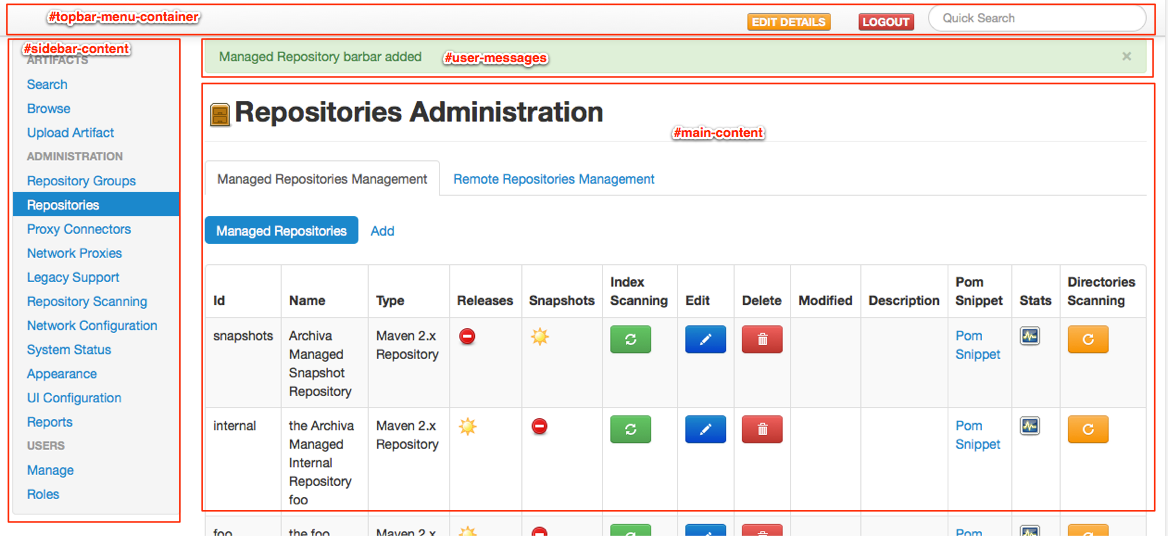 #topbar-menu-container
EDIT DETAILS LOGOUT Quick Search
#sidebar-content
ARTIFACTS
Search
Browse
Upload Artifact
ADMINISTRATION
Repository Groups
Repositories
Proxy Connectors
Network Proxies
Legacy Support
Repository Scanning
Network Configuration
System Status
Appearance
UI Configuration
Reports
USERS
Manage
Roles
Managed Repository barbar added #user-messages ×
Repositories Administration
#main-content
Managed Repositories Management Remote Repositories Management
Managed Repositories Add
Id Name Type Releases Snapshots Index Scanning Edit Delete Modified Description Pom Snippet Stats Directories Scanning
snapshots Archiva Maven 2.x Pom
Managed Repository Snippet
Snapshot
Repository
internal the Archiva Maven 2.x Pom
Managed Repository Snippet
Internal
Repository
foo
foo the foo Maven 2.x Pom